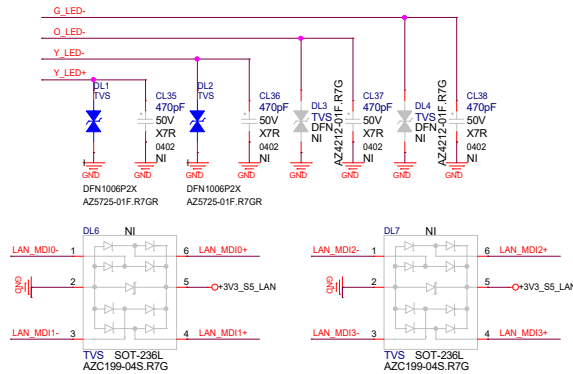 G_LED-
O_LED-
Y_LED-
Y_LED+
DL1
TVS
CL35
470pF
50V
X7R
0402
NI
DL2
TVS
CL36
470pF
50V
X7R
0402
NI
DL3
TVS
DFN
NI
AZ4212-01F.R7G
CL37
470pF
50V
X7R
0402
NI
DL4
TVS
DFN
NI
AZ4212-01F.R7G
CL38
470pF
50V
X7R
0402
NI
GND GND GND GND GND GND GND GND
DFN1006P2X
AZ5725-01F.R7GR
DFN1006P2X
AZ5725-01F.R7GR
DL6 NI
LAN_MDI0- 1 6 LAN_MDI0+
GND 2 5 +3V3_S5_LAN
LAN_MDI1- 3 4 LAN_MDI1+
TVS SOT-236L
AZC199-04S.R7G
DL7 NI
LAN_MDI2- 1 6 LAN_MDI2+
GND 2 5 +3V3_S5_LAN
LAN_MDI3- 3 4 LAN_MDI3+
TVS SOT-236L
AZC199-04S.R7G